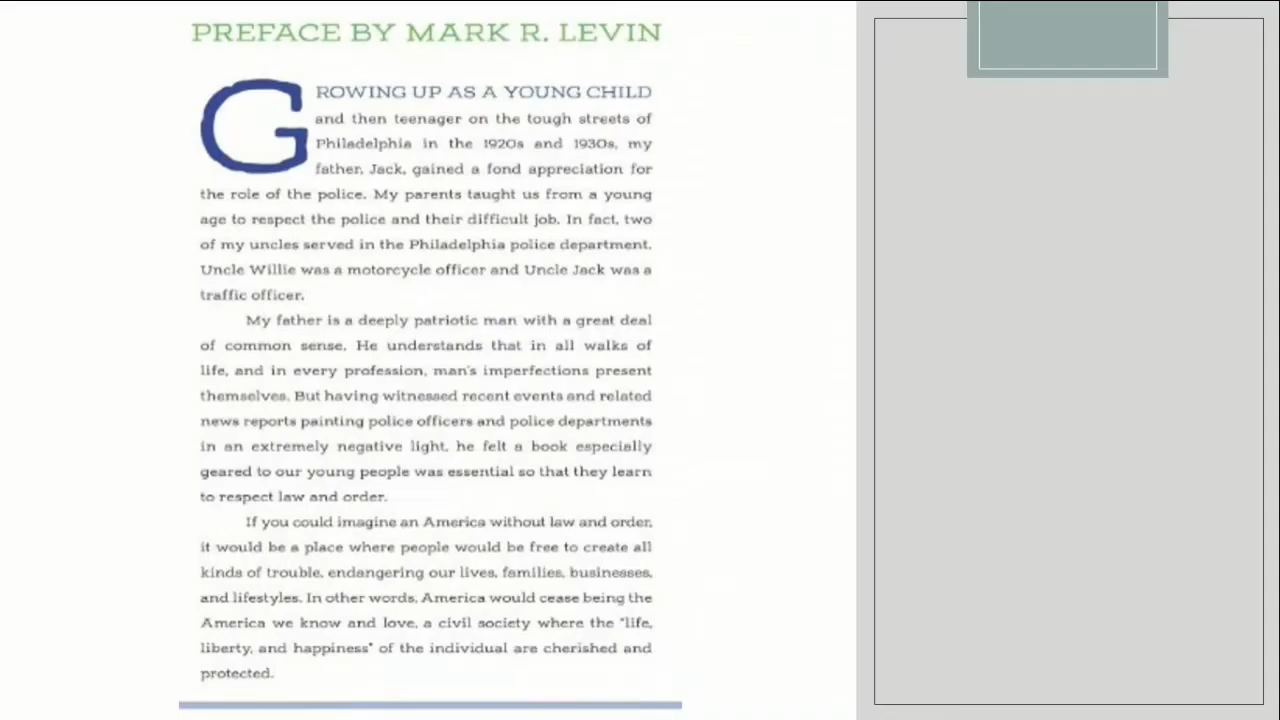 PREFACE BY MARK R. LEVIN
GROWING UP AS A YOUNG CHILD
and then teenager on the tough streets of
Philadelphia in the 1920s and 1930s, my
father, Jack, gained a fond appreciation for
the role of the police. My parents taught us from a young
age to respect the police and their difficult job. In fact, two
of my uncles served in the Philadelphia police department.
Uncle Willie was a motorcycle officer and Uncle Jack was a
traffic officer.
My father is a deeply patriotic man with a great deal
of common sense. He understands that in all walks of
life, and in every profession, man's imperfections present
themselves. But having witnessed recent events and related
news reports painting police officers and police departments
in an extremely negative light, he felt a book especially
geared to our young people was essential so that they learn
to respect law and order.
If you could imagine an America without law and order,
it would be a place where people would be free to create all
kinds of trouble, endangering our lives, families, businesses,
and lifestyles. In other words, America would cease being the
America we know and love, a civil society where the "life,
liberty, and happiness" of the individual are cherished and
protected.